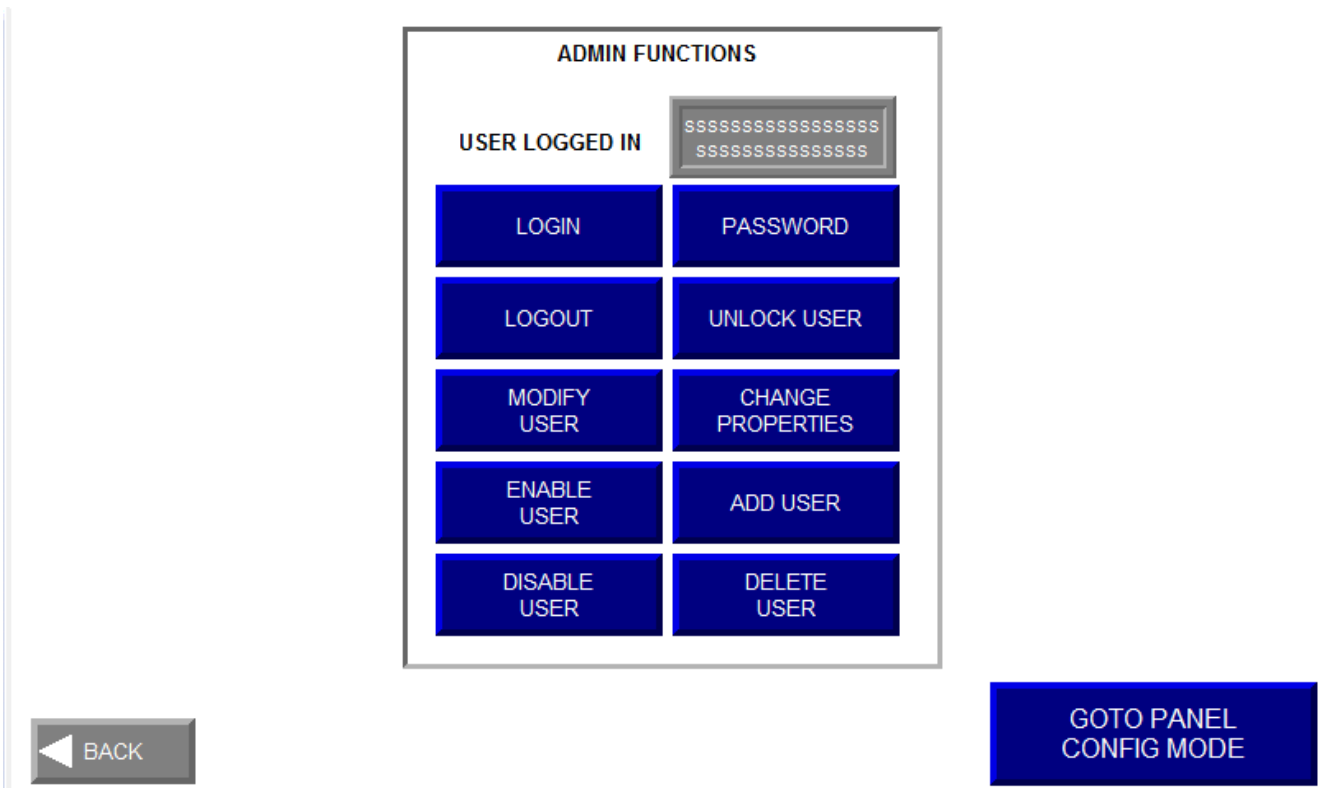 ADMIN FUNCTIONS
USER LOGGED IN
sssssssssssssssss
sssssssssssssss
LOGIN
PASSWORD
LOGOUT
UNLOCK USER
MODIFY
USER
CHANGE
PROPERTIES
ENABLE
USER
ADD USER
DISABLE
USER
DELETE
USER
BACK
GOTO PANEL
CONFIG MODE